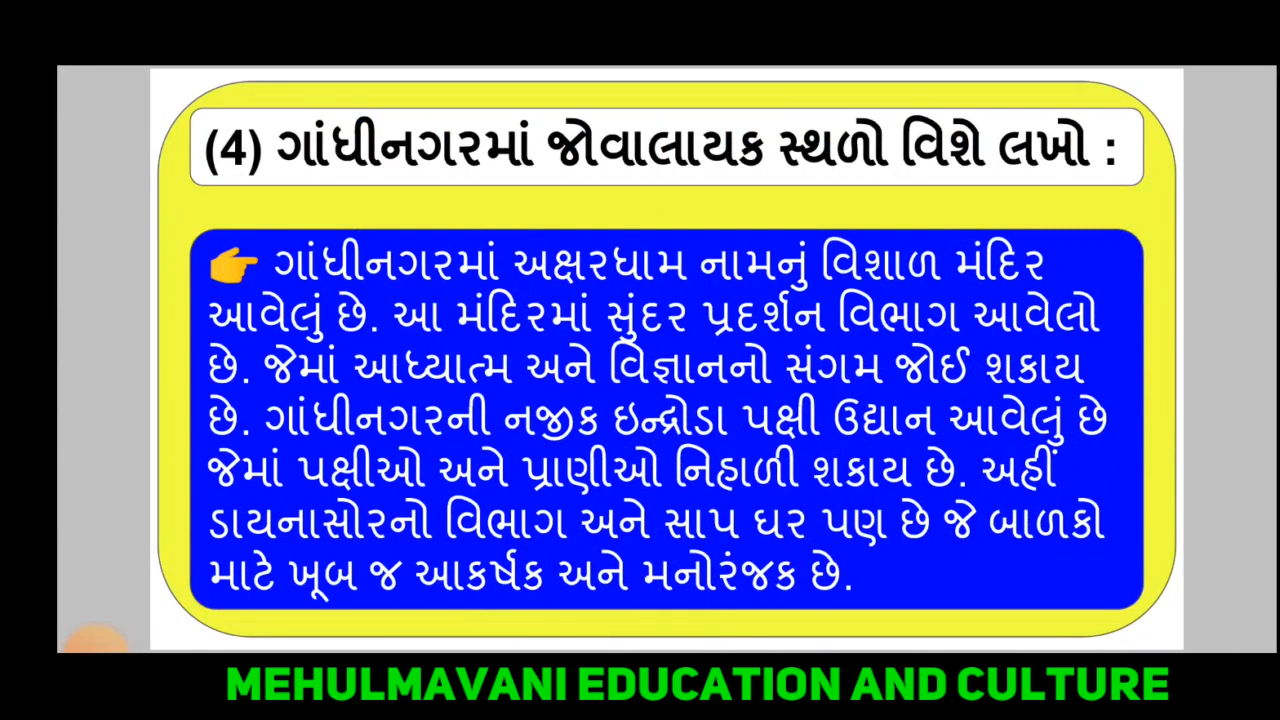 (4) ગાંધીનગરમાં જોવાલાયક સ્થળો વિશે લખો :
👉 ગાંધીનગરમાં અક્ષરધામ નામનું વિશાળ મંદિર
આવેલું છે. આ મંદિરમાં સુંદર પ્રદર્શન વિભાગ આવેલો
છે. જેમાં આધ્યાત્મ અને વિજ્ઞાનનો સંગમ જોઈ શકાય
છે. ગાંધીનગરની નજીક ઇન્દ્રોડા પક્ષી ઉદ્યાન આવેલું છે
જેમાં પક્ષીઓ અને પ્રાણીઓ નિહાળી શકાય છે. અહીં
ડાયનાસોરનો વિભાગ અને સાપ ઘર પણ છે જે બાળકો
માટે ખૂબ જ આકર્ષક અને મનોરંજક છે.
MEHULMAVANI EDUCATION AND CULTURE